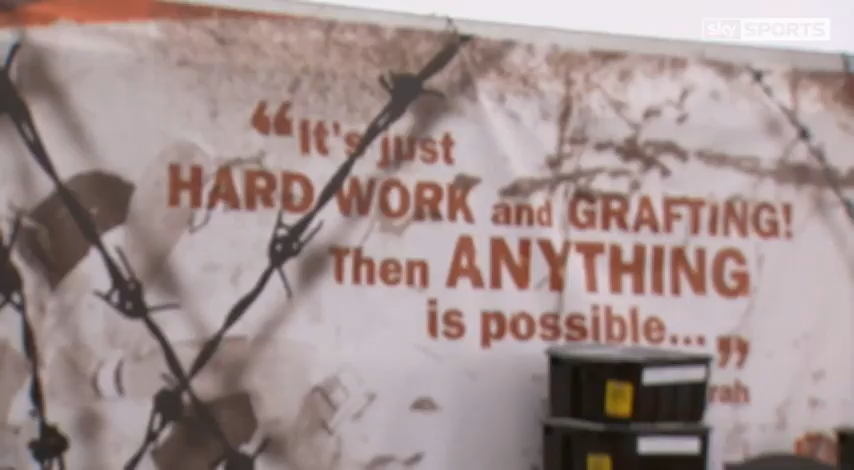 sky SPORTS
“It's just
HARD WORK and GRAFTING!
Then ANYTHING
is possible...”
rah